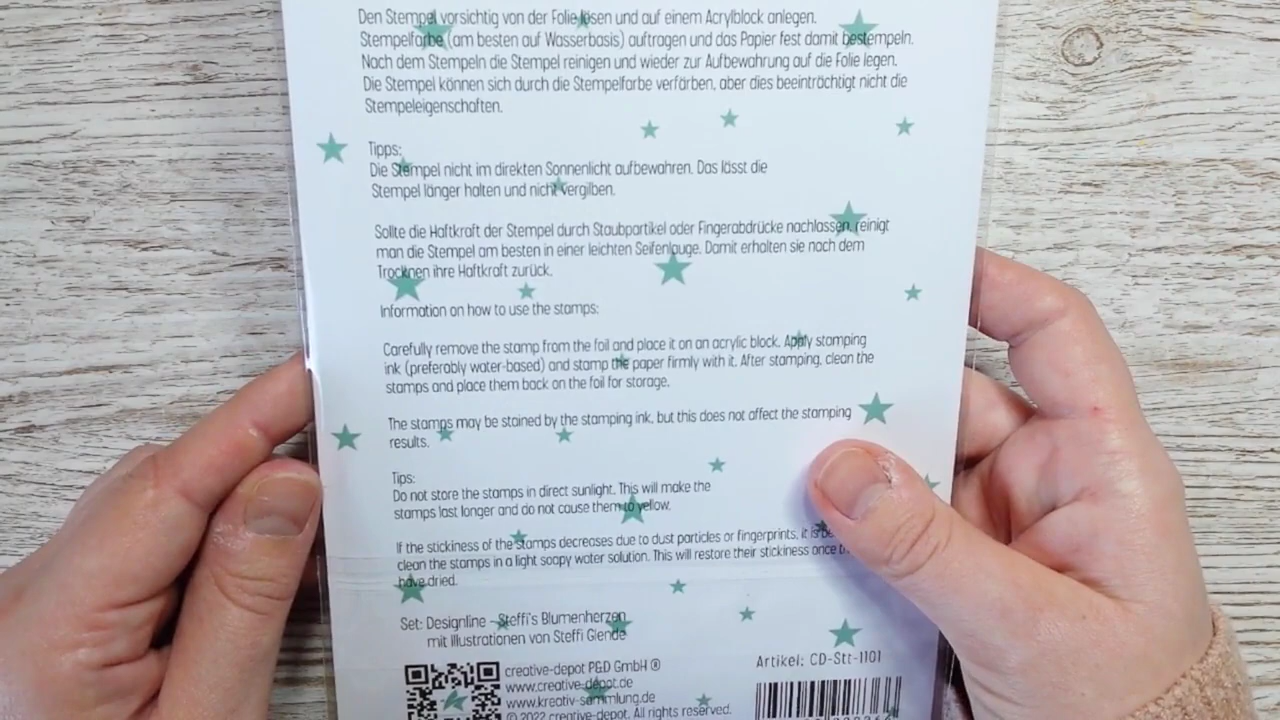 Den Stempel vorsichtig von der Folie lösen und auf einem Acrylblock anlegen.
Stempelfarbe (am besten auf Wasserbasis) auftragen und das Papier fest damit bestempeln.
Nach dem Stempeln die Stempel reinigen und wieder zur Aufbewahrung auf die Folie legen.
Die Stempel können sich durch die Stempelfarbe verfärben, aber dies beeinträchtigt nicht die
Stempeleigenschaften.
Tipps:
Die Stempel nicht im direkten Sonnenlicht aufbewahren. Das lässt die
Stempel länger halten und nicht vergilben.
Sollte die Haftkraft der Stempel durch Staubpartikel oder Fingerabdrücke nachlassen, reinigt
man die Stempel am besten in einer leichten Seifenlauge. Damit erhalten sie nach dem
Trocknen ihre Haftkraft zurück.
Information on how to use the stamps:
Carefully remove the stamp from the foil and place it on an acrylic block. Apply stamping
ink (preferably water-based) and stamp the paper firmly with it. After stamping, clean the
stamps and place them back on the foil for storage.
The stamps may be stained by the stamping ink, but this does not affect the stamping
results.
Tips:
Do not store the stamps in direct sunlight. This will make the
stamps last longer and do not cause them to yellow.
If the stickiness of the stamps decreases due to dust particles or fingerprints, it is
clean the stamps in a light soapy water solution. This will restore their stickiness once
have dried.
Set: Designline - Steffi's Blumenherzen
mit Illustrationen von Steffi Glende
creative-depot P&D GmbH ®
www.creative-depot.de
www.kreativ-sammlung.de
© 2022 creative-depot. All rights reserved.
Artikel: CD-Stt-1101